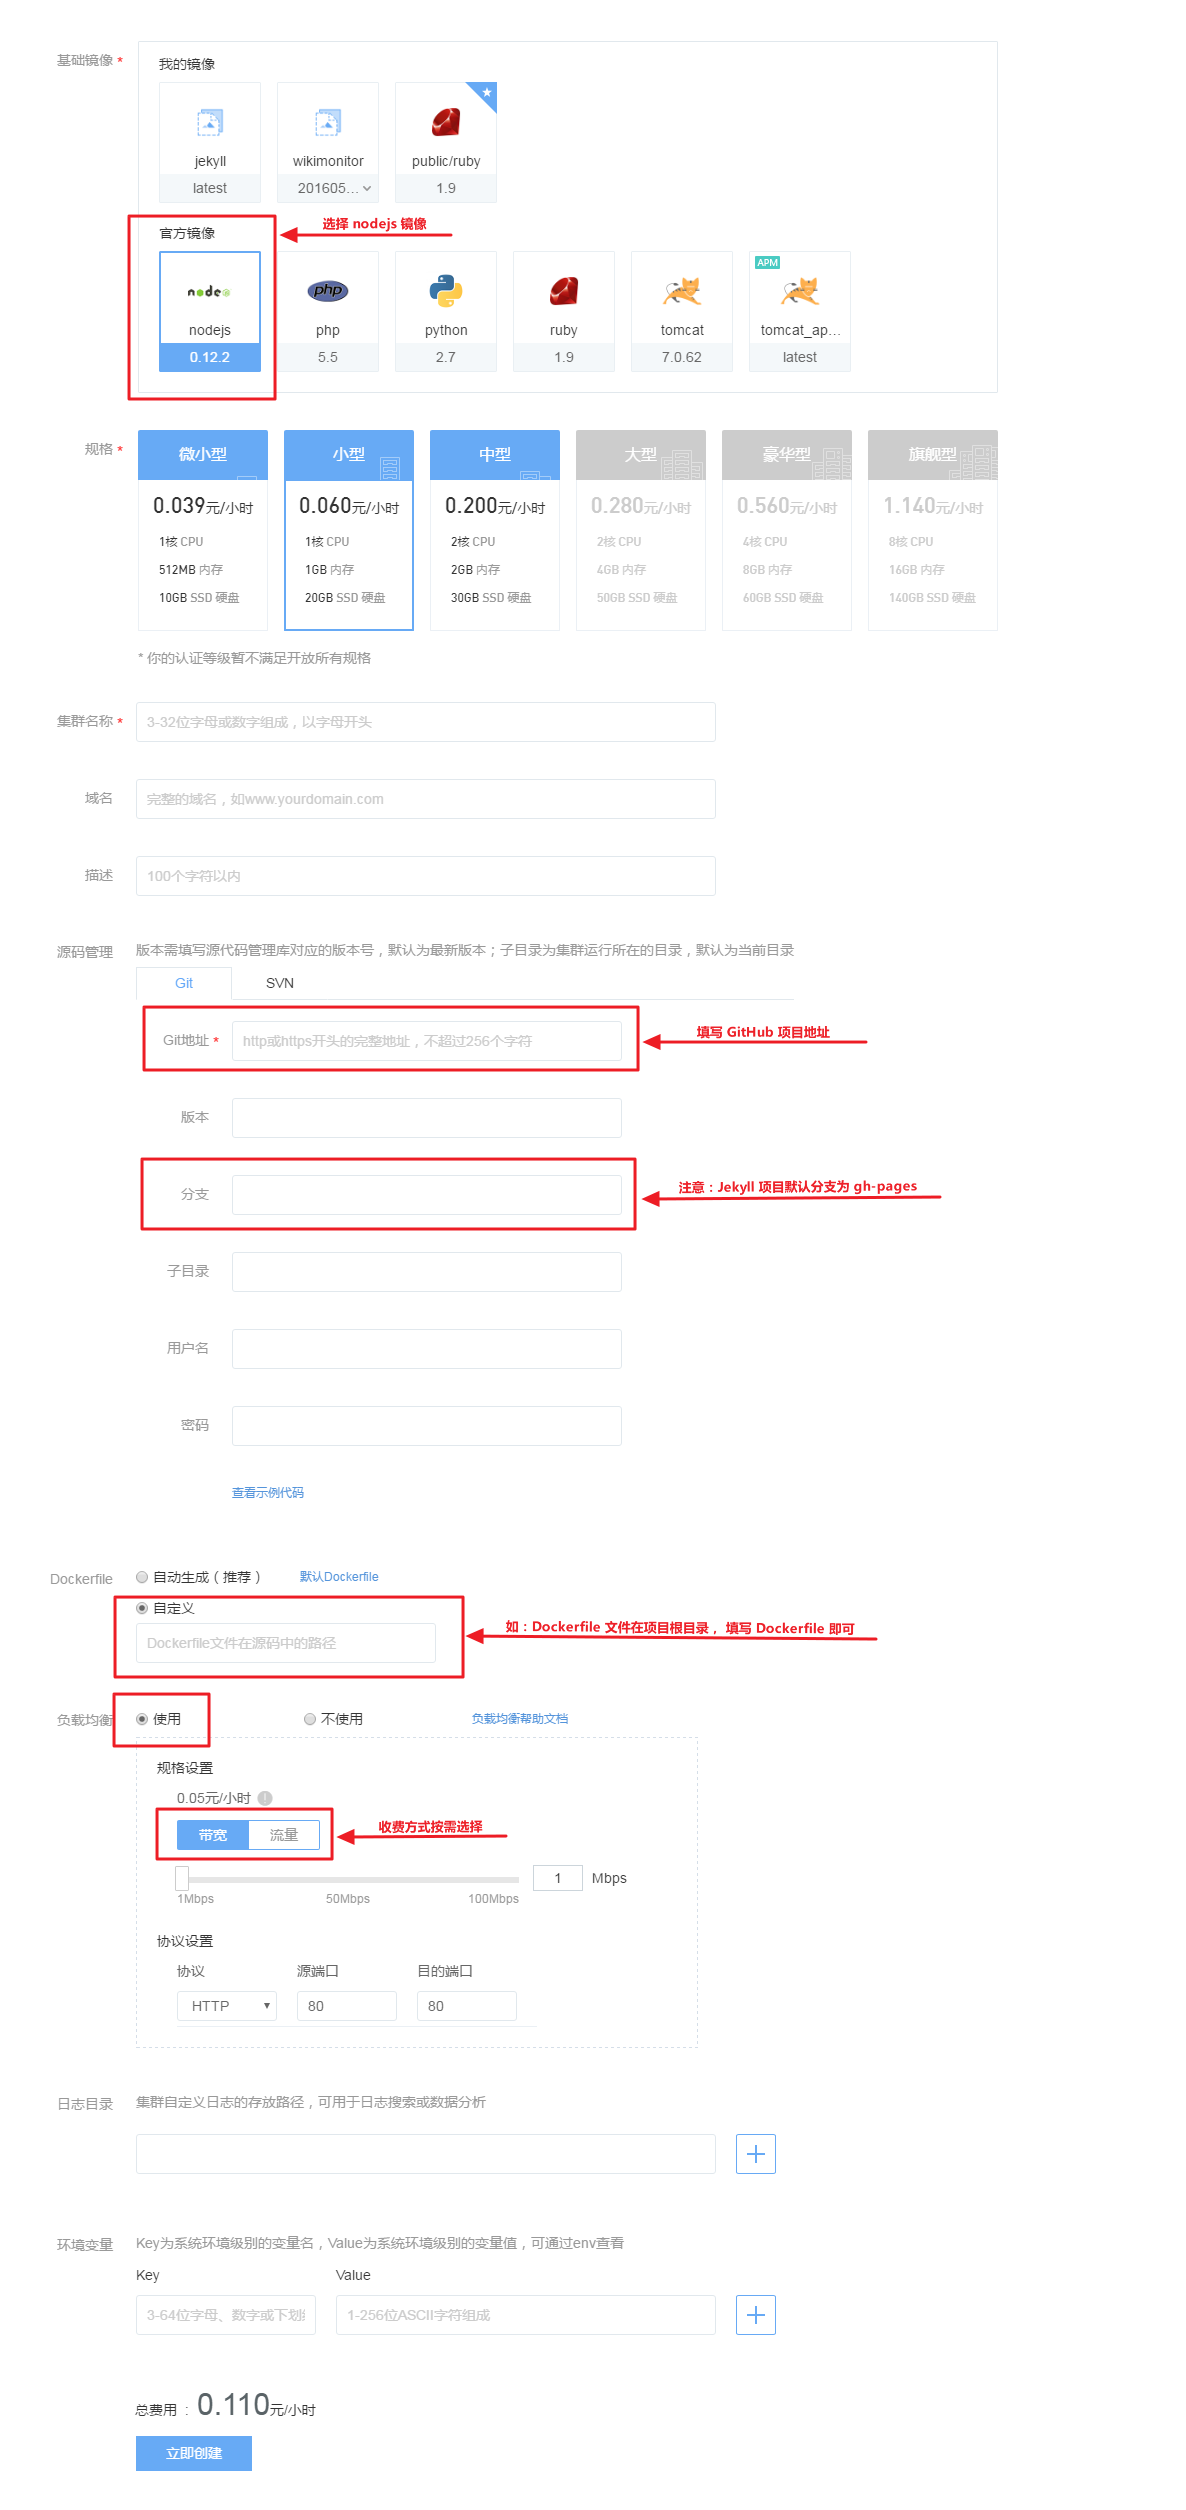 基础镜像 *
我的镜像
jekyll
wikimonitor
public/ruby
latest
201605...
1.9
选择 nodejs 镜像
官方镜像
node
php
APM
nodejs
php
python
ruby
tomcat
tomcat_ap...
0.12.2
5.5
2.7
1.9
7.0.62
latest
规格 *
微小型
小型
中型
大型
豪华型
旗舰型
0.039元/小时
0.060元/小时
0.200元/小时
0.280元/小时
0.560元/小时
1.140元/小时
1核 CPU
1核 CPU
2核 CPU
2核 CPU
4核 CPU
8核 CPU
512MB 内存
1GB 内存
2GB 内存
4GB 内存
8GB 内存
16GB 内存
10GB SSD 硬盘
20GB SSD 硬盘
30GB SSD 硬盘
50GB SSD 硬盘
60GB SSD 硬盘
140GB SSD 硬盘
* 你的认证等级暂不满足开放所有规格
集群名称 *
3-32位字母或数字组成，以字母开头
域名
完整的域名，如www.yourdomain.com
描述
100个字符以内
源码管理
版本需填写源代码管理库对应的版本号，默认为最新版本；子目录为集群运行所在的目录，默认为当前目录
Git
SVN
Git地址 *
http或https开头的完整地址，不超过256个字符
填写 GitHub 项目地址
版本
分支
注意：Jekyll 项目默认分支为 gh-pages
子目录
用户名
密码
查看示例代码
Dockerfile
自动生成（推荐）
默认Dockerfile
自定义
Dockerfile文件在源码中的路径
如：Dockerfile 文件在项目根目录， 填写 Dockerfile 即可
负载均衡
使用
不使用
负载均衡帮助文档
规格设置
0.05元/小时
带宽
流量
收费方式按需选择
1
Mbps
1Mbps
50Mbps
100Mbps
协议设置
协议
源端口
目的端口
HTTP
80
80
日志目录
集群自定义日志的存放路径，可用于日志搜索或数据分析
环境变量
Key为系统环境级别的变量名，Value为系统环境级别的变量值，可通过env查看
Key
Value
3-64位字母、数字或下划
1-256位ASCII字符组成
总费用 ： 0.110元/小时
立即创建